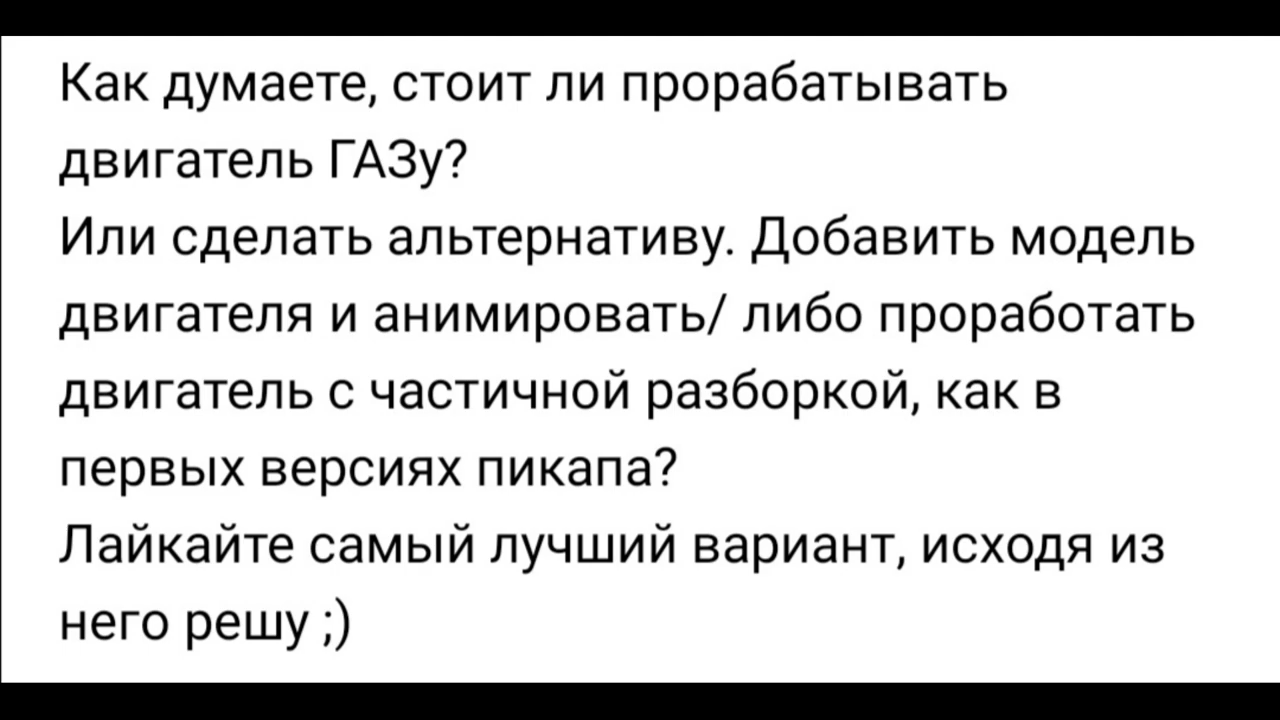 Как думаете, стоит ли прорабатывать
двигатель ГАЗу?
Или сделать альтернативу. Добавить модель
двигателя и анимировать/ либо проработать
двигатель с частичной разборкой, как в
первых версиях пикапа?
Лайкайте самый лучший вариант, исходя из
него решу ;)